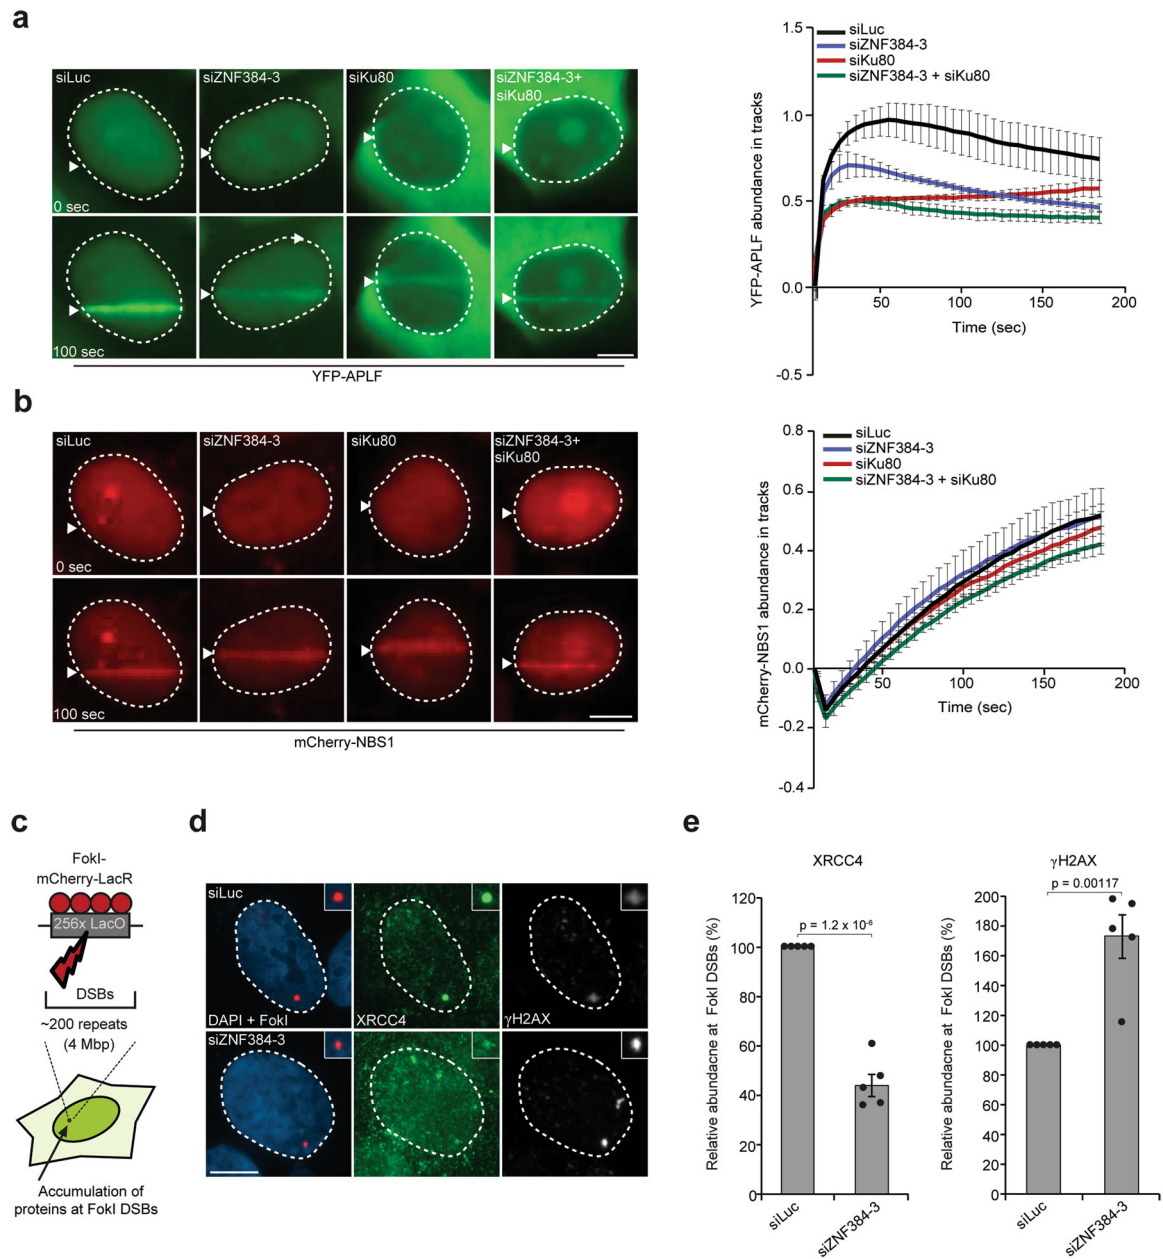 a
siLuc
siZNF384-3
siKu80
siZNF384-3+
siKu80
0 sec
100 sec
YFP-APLF
siLuc
siZNF384-3
siKu80
siZNF384-3 + siKu80
1.5
1.0
0.5
0.0
-0.5
50
100
150
200
Time (sec)
YFP-APLF abundance in tracks
b
siLuc
siZNF384-3
siKu80
siZNF384-3+
siKu80
0 sec
100 sec
mCherry-NBS1
siLuc
siZNF384-3
siKu80
siZNF384-3 + siKu80
0.8
0.6
0.4
0.2
0.0
-0.2
-0.4
50
100
150
200
Time (sec)
mCherry-NBS1 abundance in tracks
c
FokI-
mCherry-LacR
256x LacO
DSBs
~200 repeats
(4 Mbp)
Accumulation of
proteins at FokI DSBs
d
siLuc
DAPI + FokI
XRCC4
γH2AX
siZNF384-3
e
XRCC4
p = 1.2 x 10⁻⁶
120
100
80
60
40
20
0
Relative abundacne at FokI DSBs (%)
siLuc
siZNF384-3
γH2AX
p = 0.00117
200
180
160
140
120
100
80
60
40
20
0
Relative abundacne at FokI DSBs (%)
siLuc
siZNF384-3